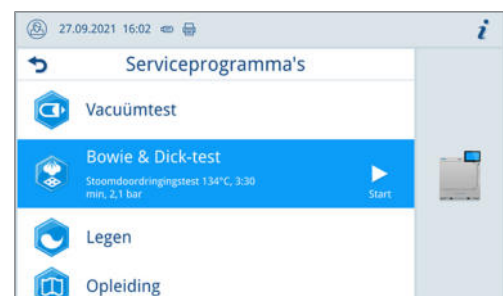 27.09.2021 16:02
Serviceprogramma's
Vacuümtest
Bowie & Dick-test
Stoomdoordringingstest 134°C, 3:30
min, 2,1 bar
Start
Legen
Opleiding